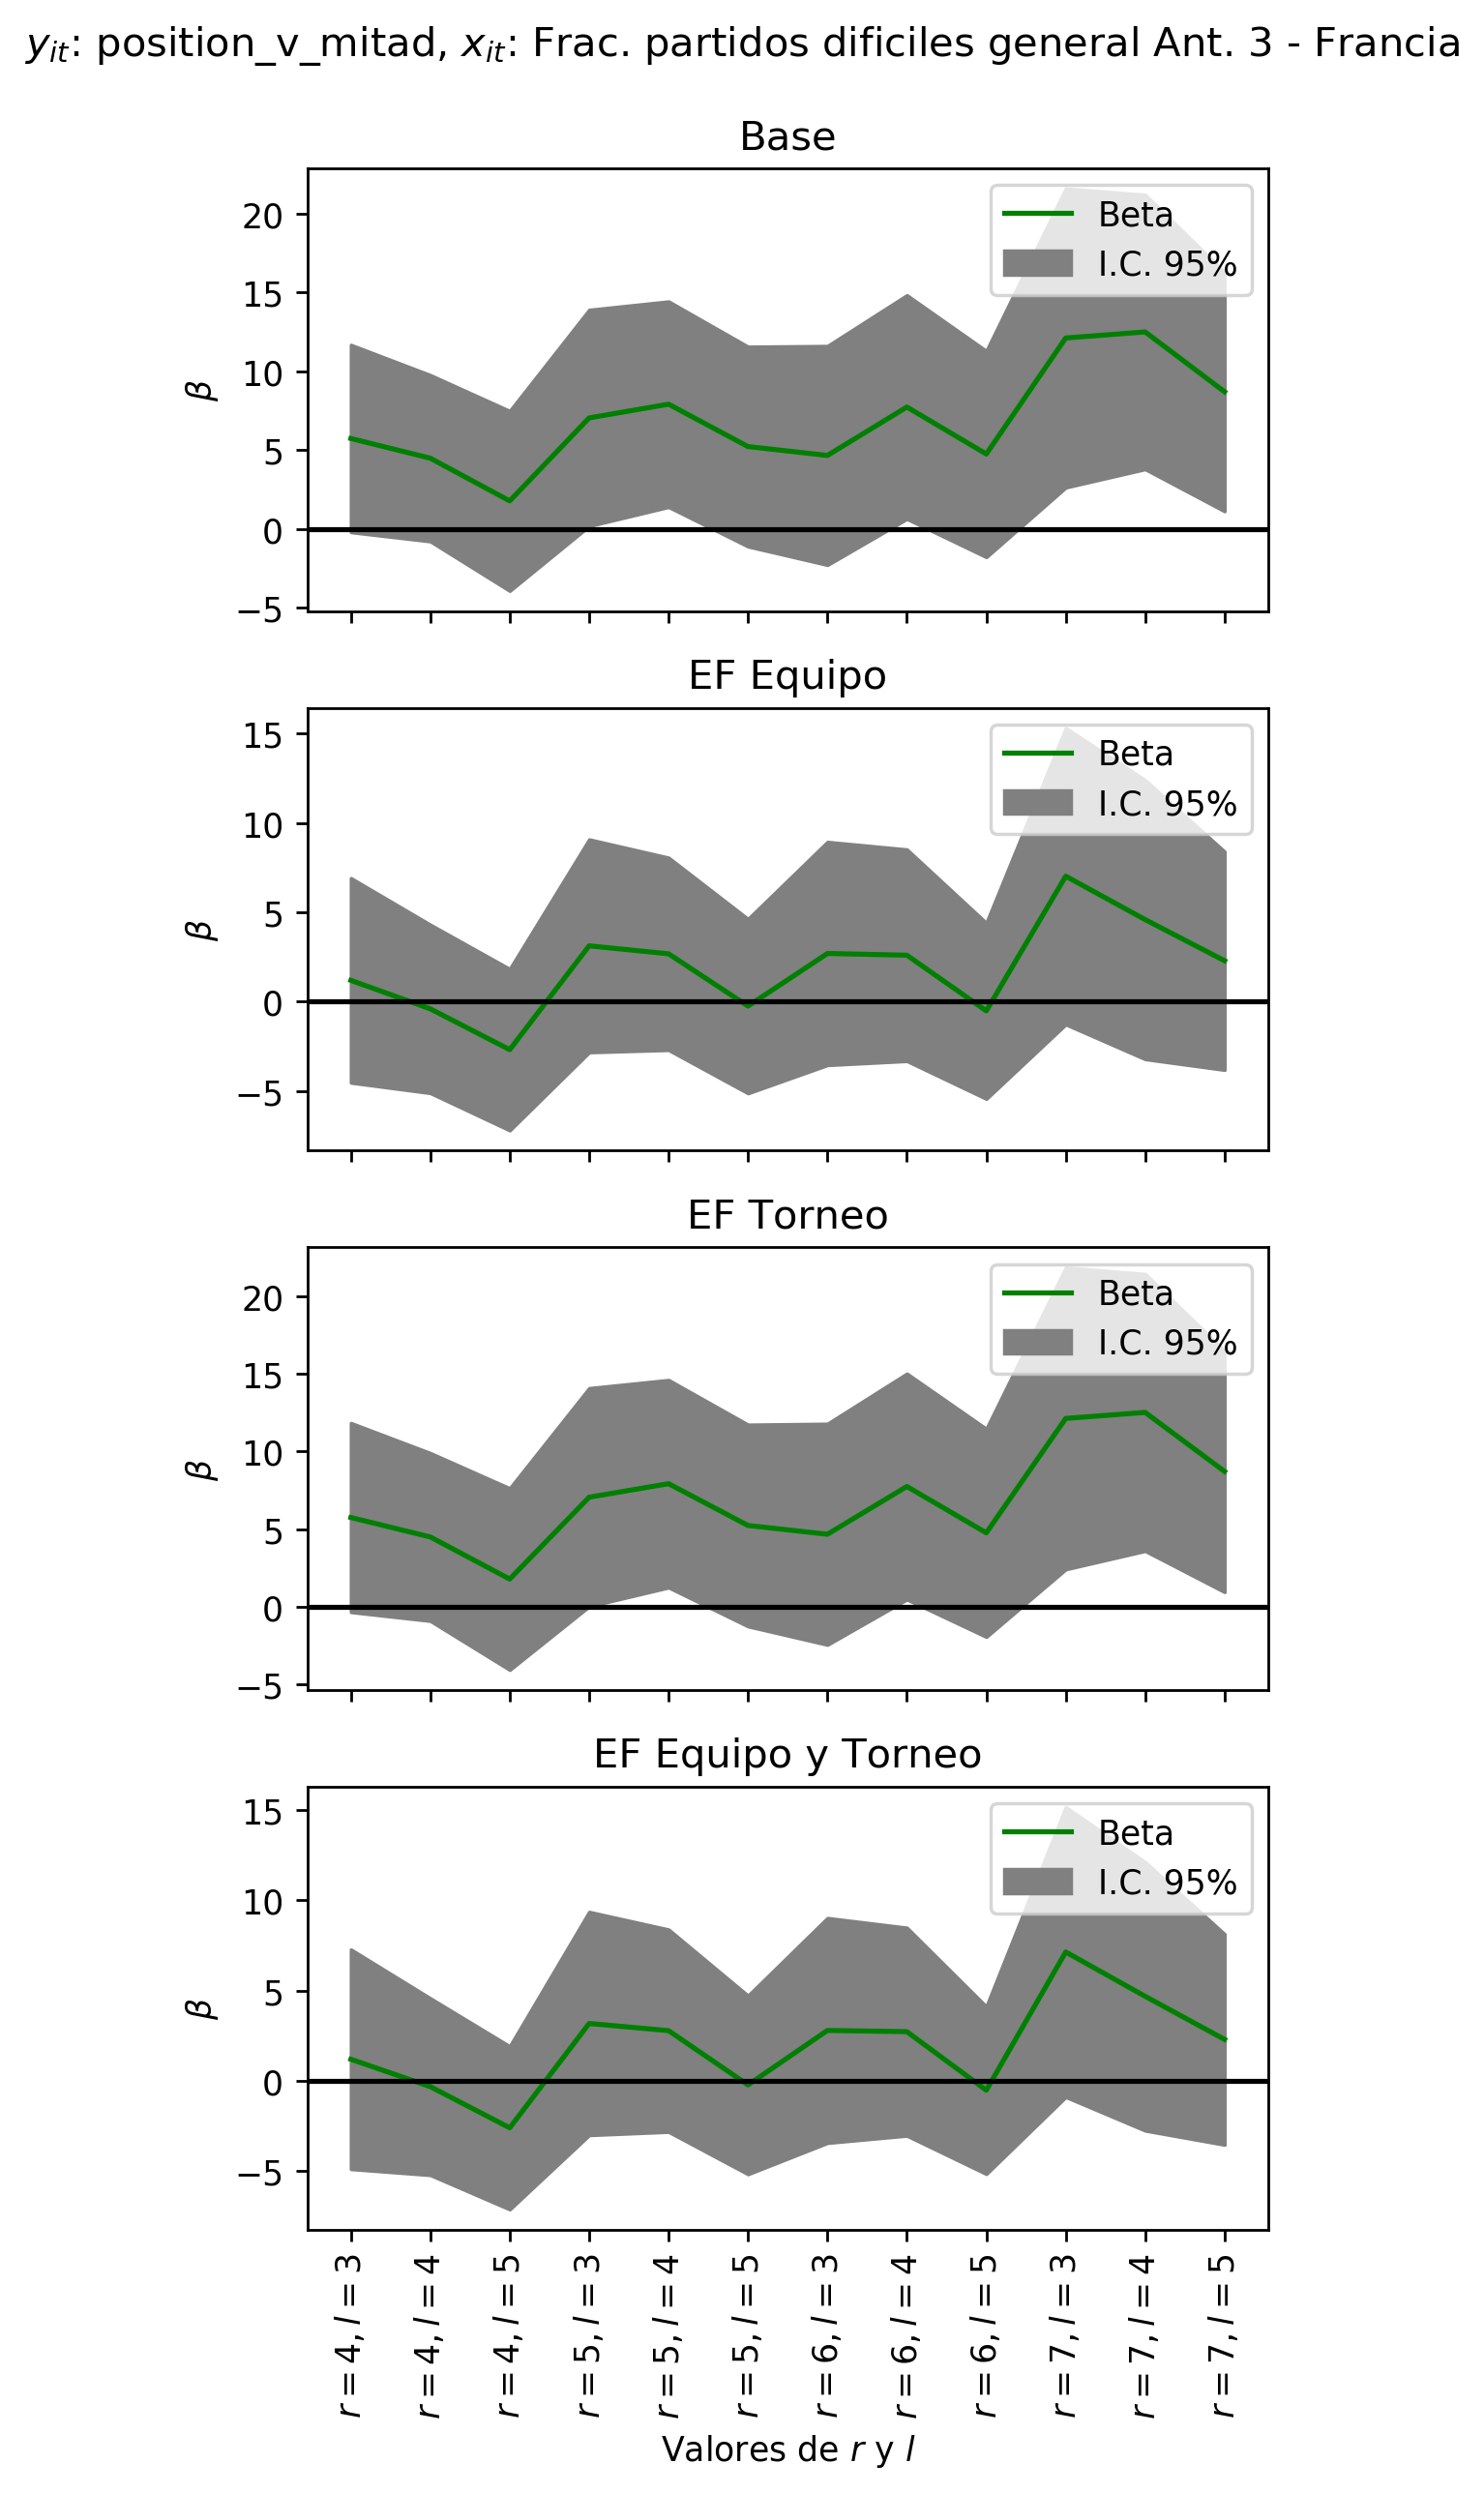 y_it: position_v_mitad, x_it: Frac. partidos dificiles general Ant. 3 - Francia
Base
Beta
I.C. 95%
20
15
10
5
0
−5
β
EF Equipo
Beta
I.C. 95%
15
10
5
0
−5
β
EF Torneo
Beta
I.C. 95%
20
15
10
5
0
−5
β
EF Equipo y Torneo
Beta
I.C. 95%
15
10
5
0
−5
β
r = 4, l = 3
r = 4, l = 4
r = 4, l = 5
r = 5, l = 3
r = 5, l = 4
r = 5, l = 5
r = 6, l = 3
r = 6, l = 4
r = 6, l = 5
r = 7, l = 3
r = 7, l = 4
r = 7, l = 5
Valores de r y l